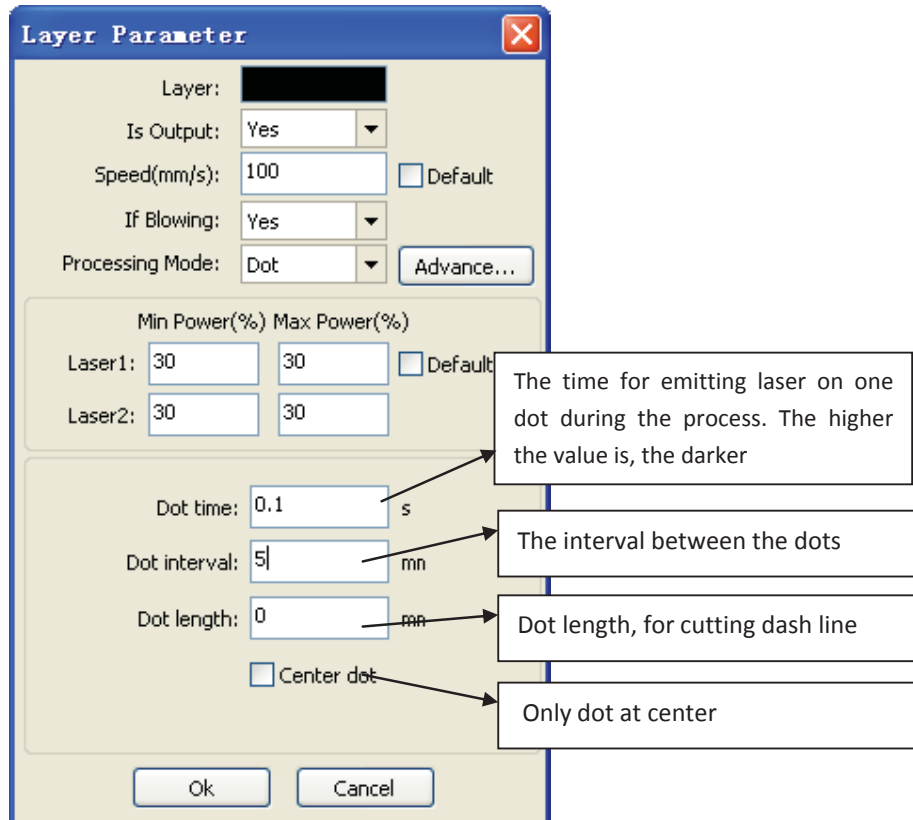 Layer Parameter
Layer:
Is Output: Yes
Speed(mm/s): 100 Default
If Blowing: Yes
Processing Mode: Dot Advance...
Min Power(%) Max Power(%)
Laser1: 30 30 Default
Laser2: 30 30
The time for emitting laser on one
dot during the process. The higher
the value is, the darker
Dot time: 0.1 s
The interval between the dots
Dot interval: 5 mn
Dot length: 0 mn
Dot length, for cutting dash line
Center dot
Only dot at center
Ok Cancel